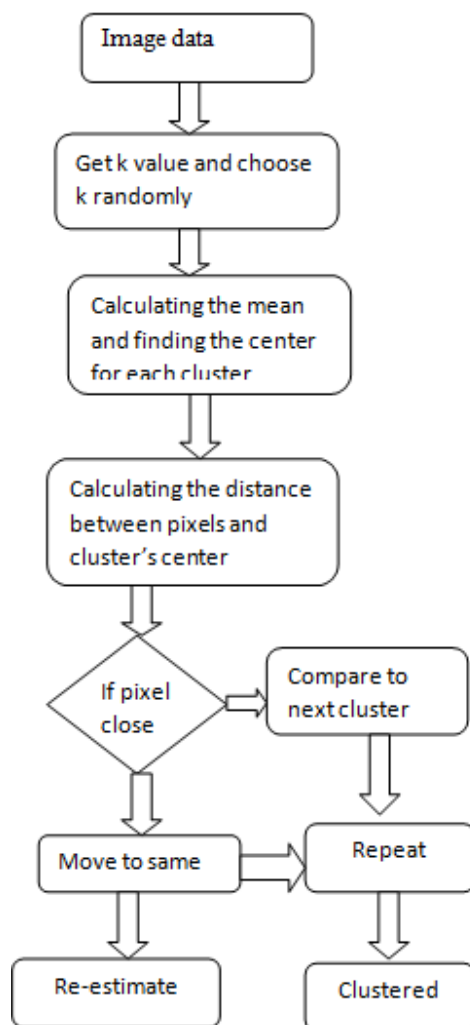 Image data
Get k value and choose
k randomly
Calculating the mean
and finding the center
for each cluster
Calculating the distance
between pixels and
cluster's center
If pixel
close
Compare to
next cluster
Move to same
Repeat
Re-estimate
Clustered